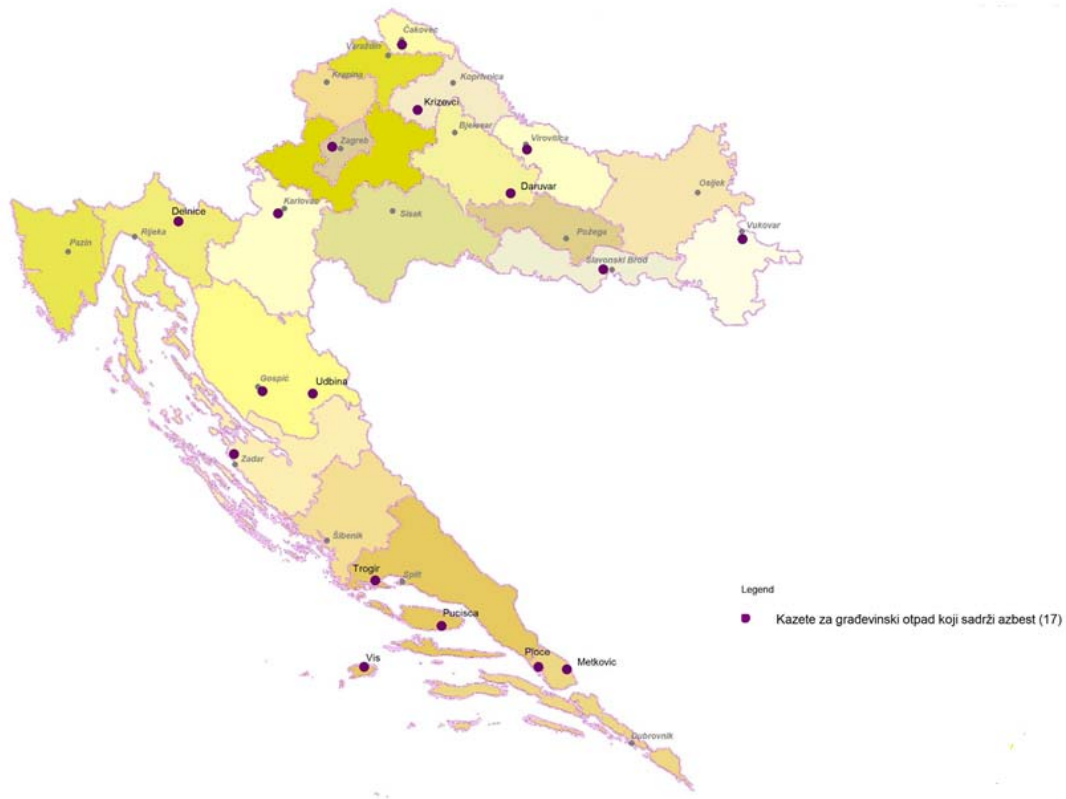 Čakovec
Varaždin
Krapina
Koprivnica
Krizevci
Bjelovar
Zagreb
Virovitica
Daruvar
Osijek
Karlovac
Sisak
Delnice
Rijeka
Pazin
Požega
Vukovar
Slavonski Brod
Gospić
Udbina
Zadar
Šibenik
Trogir
Split
Legend
Pucisca
Kazete za građevinski otpad koji sadrži azbest (17)
Vis
Ploce
Metkovic
Dubrovnik